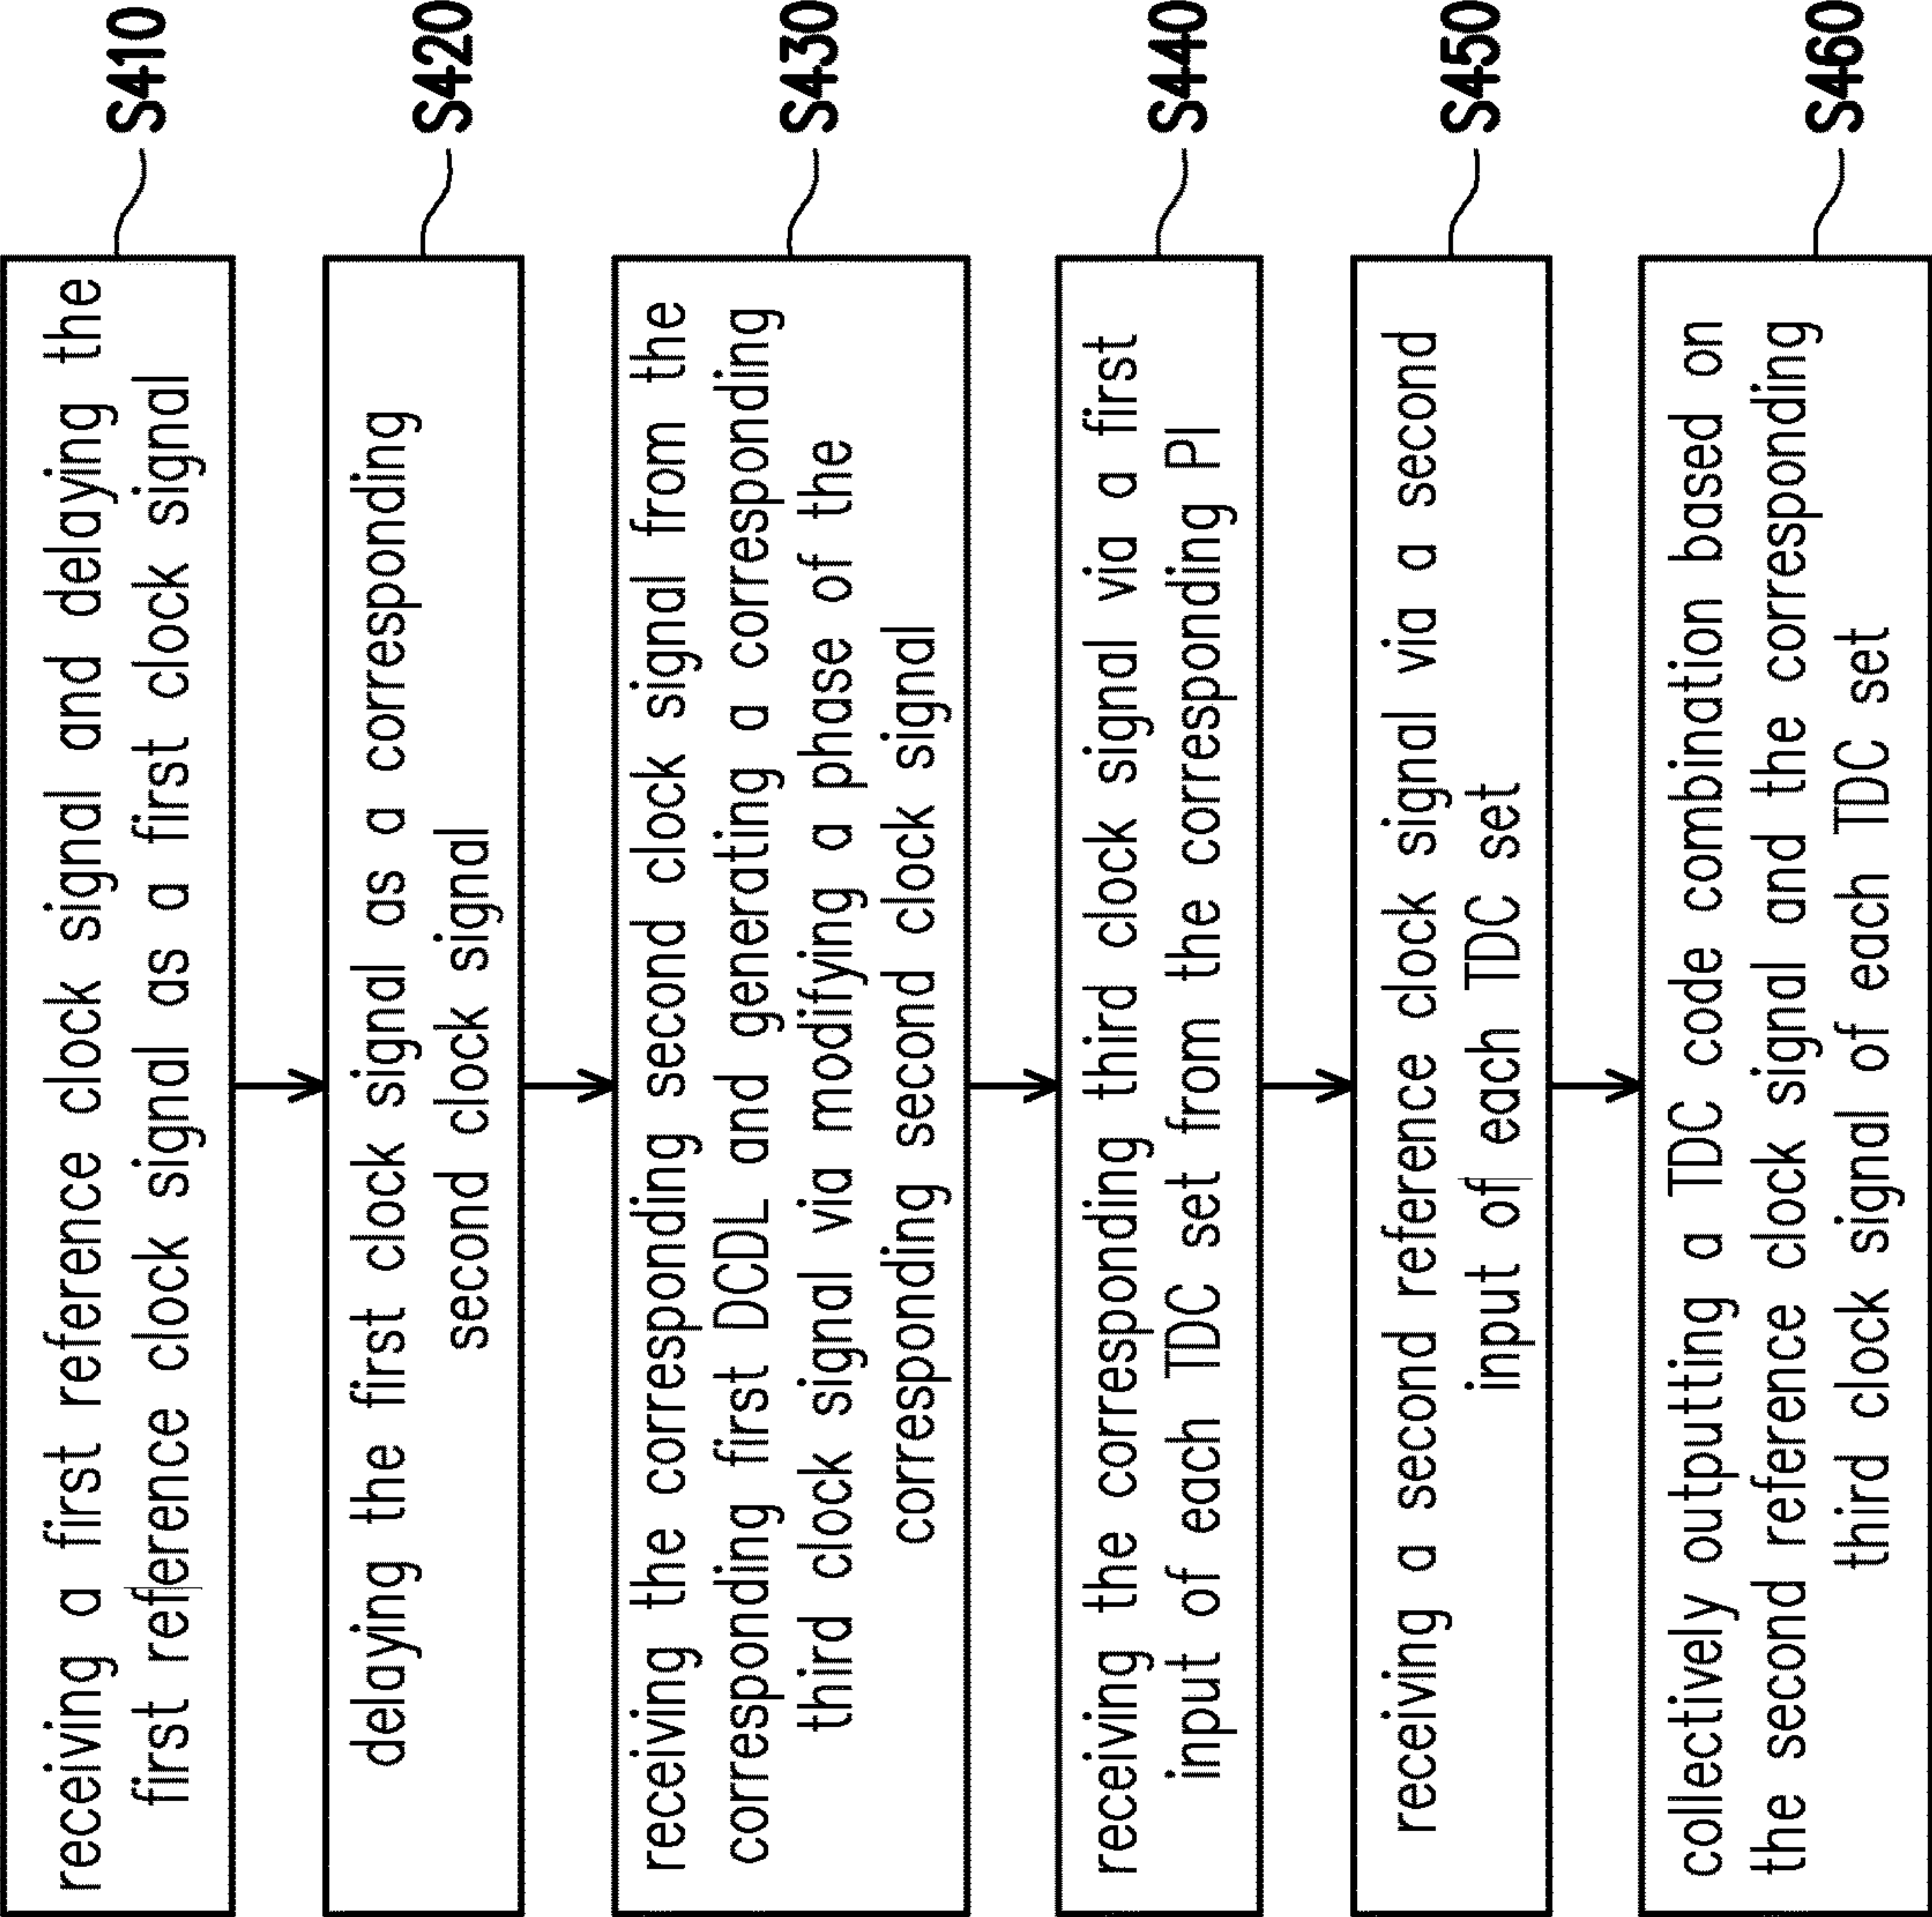 receiving a first reference clock signal and delaying the
first reference clock signal as a first clock signal
S410
delaying the first clock signal as a corresponding
second clock signal
S420
receiving the corresponding second clock signal from the
corresponding first DCDL and generating a corresponding
third clock signal via modifying a phase of the
corresponding second clock signal
S430
receiving the corresponding third clock signal via a first
input of each TDC set from the corresponding PI
S440
receiving a second reference clock signal via a second
input of each TDC set
S450
collectively outputting a TDC code combination based on
the second reference clock signal and the corresponding
third clock signal of each TDC set
S460